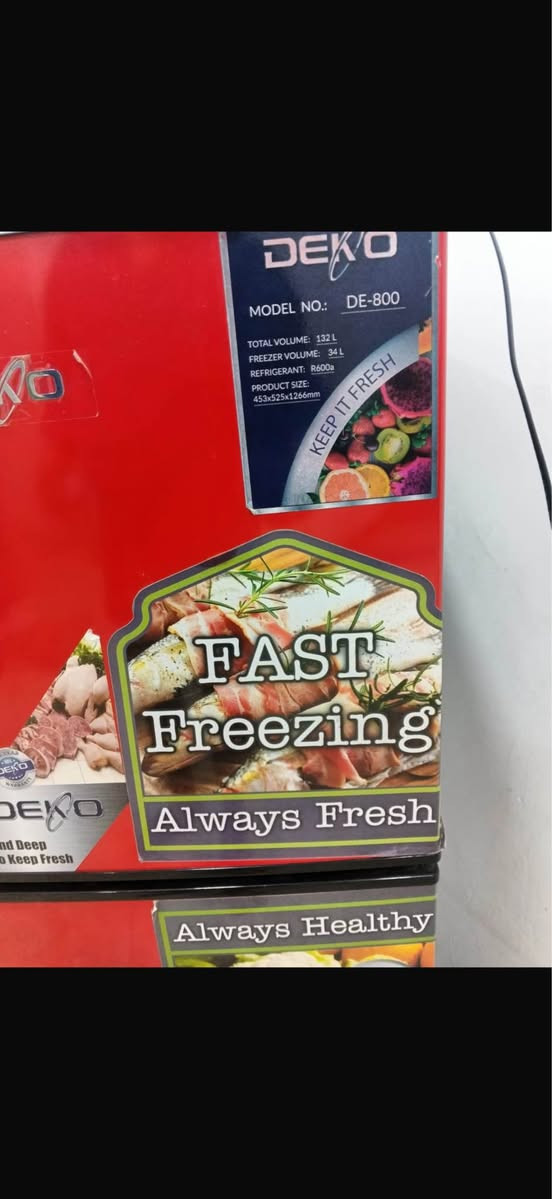 DEKO
MODEL NO.: DE-800
TOTAL VOLUME: 132 L
FREEZER VOLUME: 34 L
REFRIGERANT: R600a
PRODUCT SIZE:
453x525x1266mm
KEEP IT FRESH
FAST
Freezing
Always Fresh
DEKO
DEKO
nd Deep
o Keep Fresh
Always Healthy